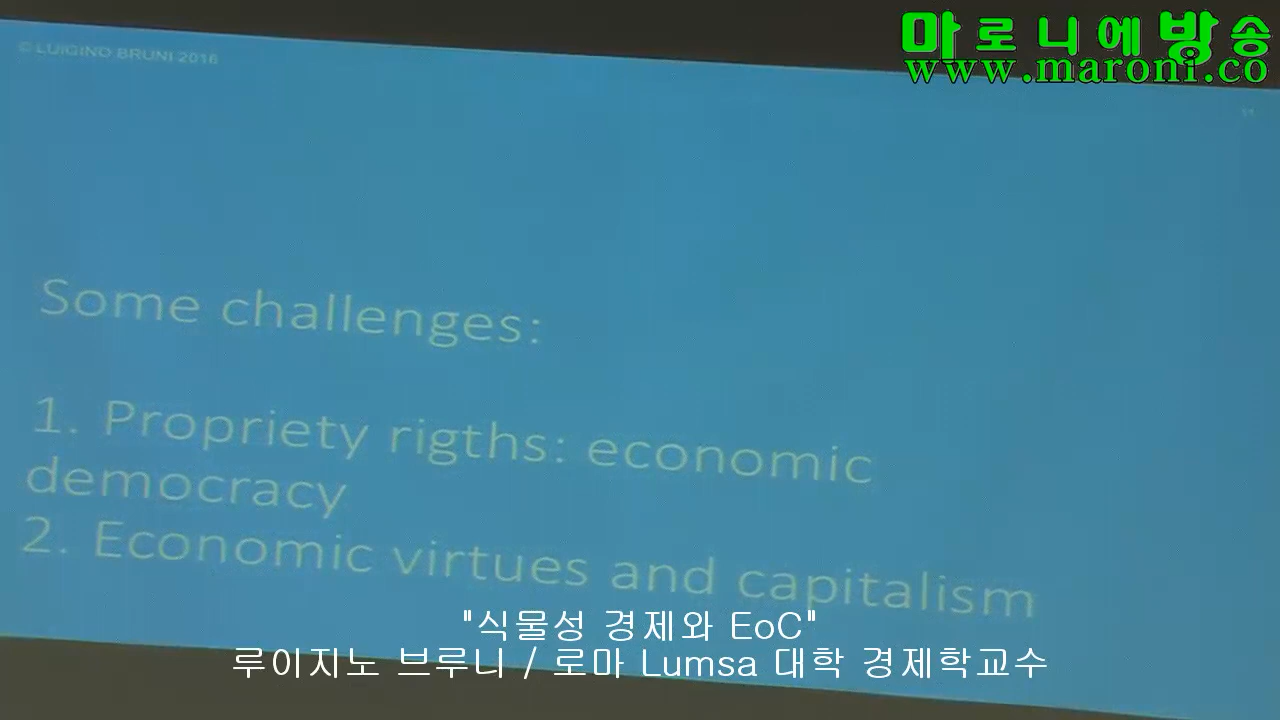 마로니에방송
www.maroni.co
© LUIGINO BRUNI 2016
11
Some challenges:
1. Propriety rigths: economic
democracy
2. Economic virtues and capitalism
"식물성 경제와 EoC"
루이지노 브루니 / 로마 Lumsa 대학 경제학교수